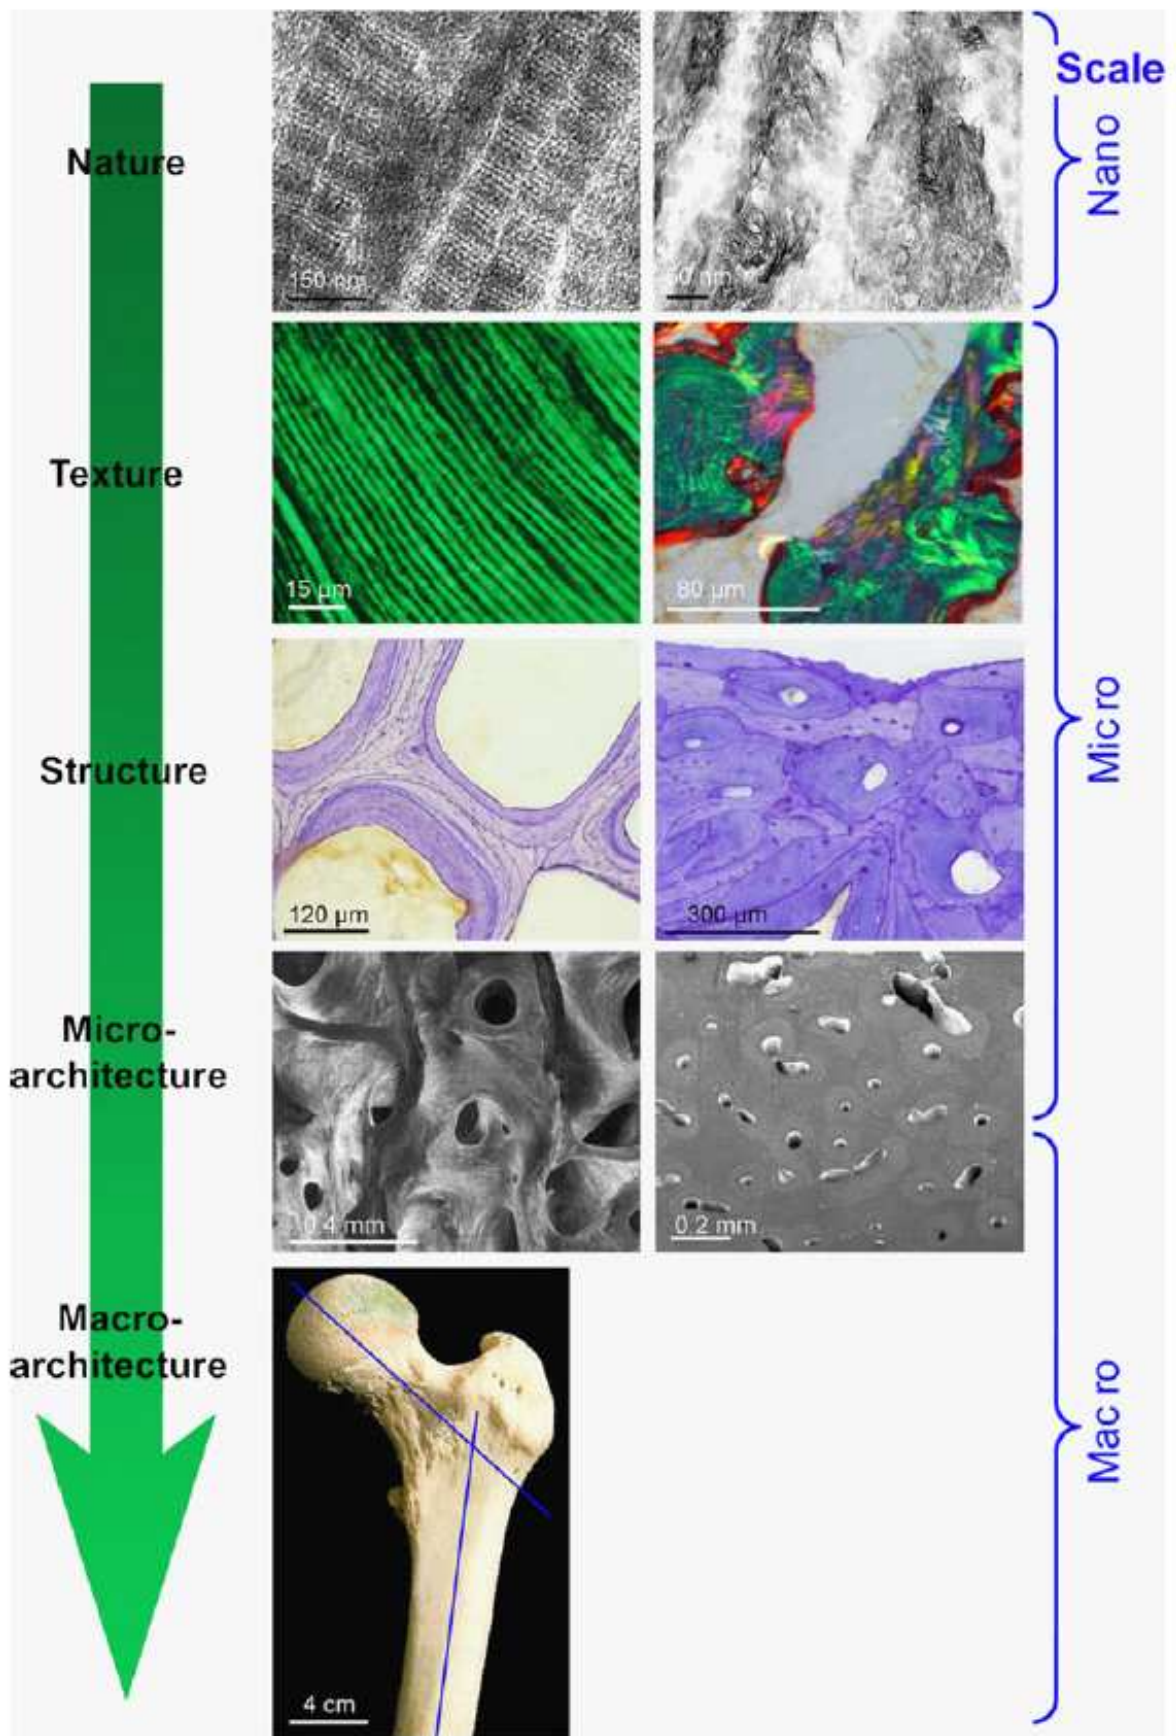 Scale
Nature
150 nm
Nano
Texture
15 µm
80 µm
Structure
120 µm
300 µm
Micro
Micro-
architecture
0.4 mm
0.2 mm
Macro-
architecture
Macro
4 cm